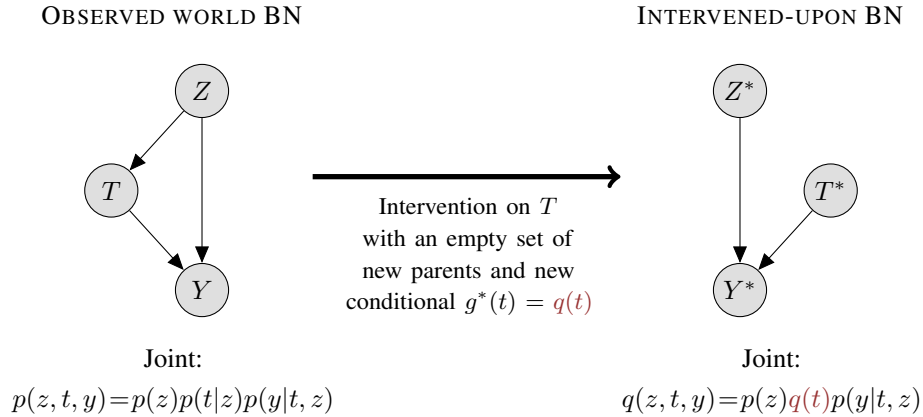 OBSERVED WORLD BN
INTERVENED-UPON BN
Z
T
Y
Intervention on T
with an empty set of
new parents and new
conditional g*(t) = q(t)
Z*
T*
Y*
Joint:
p(z, t, y)=p(z)p(t|z)p(y|t, z)
Joint:
q(z, t, y)=p(z)q(t)p(y|t, z)